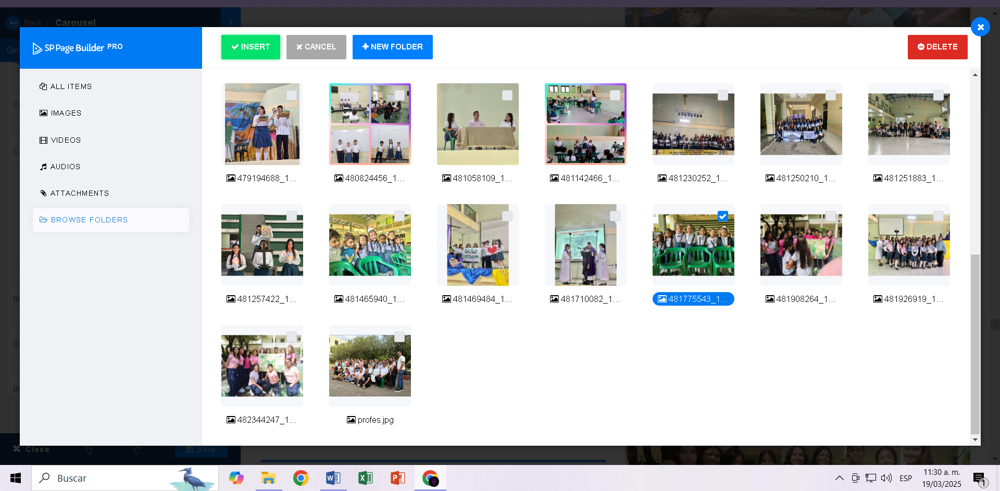 Back | Carousel
SP Page Builder PRO
INSERT
CANCEL
NEW FOLDER
DELETE
ALL ITEMS
IMAGES
VIDEOS
AUDIOS
ATTACHMENTS
BROWSE FOLDERS
479194688_1...
480824456_1...
481058109_1...
481142466_1...
481230252_1...
481250210_1...
481251883_1...
481257422_1...
481465940_1...
481469484_1...
481710082_1...
481775543_1...
481908264_1...
481926919_1...
482344247_1...
profes.jpg
Close
Save
Buscar
ESP
11:30 a. m.
19/03/2025
1